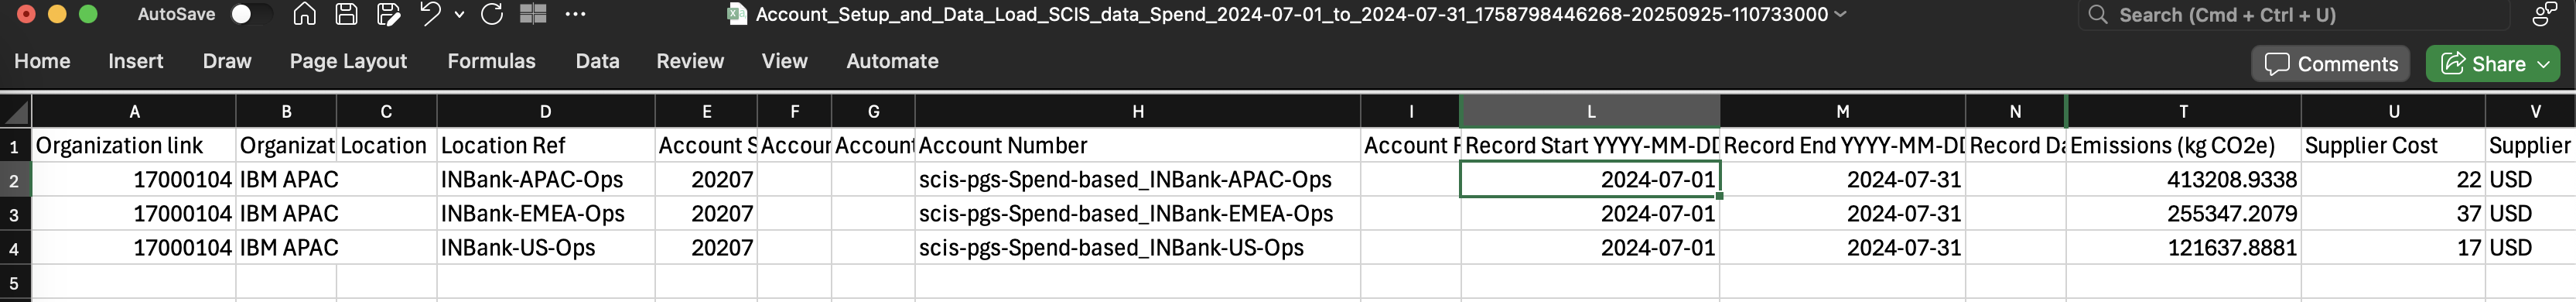 AutoSave
Account_Setup_and_Data_Load_SCIS_data_Spend_2024-07-01_to_2024-07-31_1758798446268-20250925-110733000
Search (Cmd + Ctrl + U)
Home Insert Draw Page Layout Formulas Data Review View Automate Comments Share
A B C D E F G H I L M N T U V
1 Organization link Organizat Location Location Ref Account S Accour Account Account Number Account F Record Start YYYY-MM-DD Record End YYYY-MM-DD Record Da Emissions (kg CO2e) Supplier Cost Supplier
2 17000104 IBM APAC INBank-APAC-Ops 20207 scis-pgs-Spend-based_INBank-APAC-Ops 2024-07-01 2024-07-31 413208.9338 22 USD
3 17000104 IBM APAC INBank-EMEA-Ops 20207 scis-pgs-Spend-based_INBank-EMEA-Ops 2024-07-01 2024-07-31 255347.2079 37 USD
4 17000104 IBM APAC INBank-US-Ops 20207 scis-pgs-Spend-based_INBank-US-Ops 2024-07-01 2024-07-31 121637.8881 17 USD
5